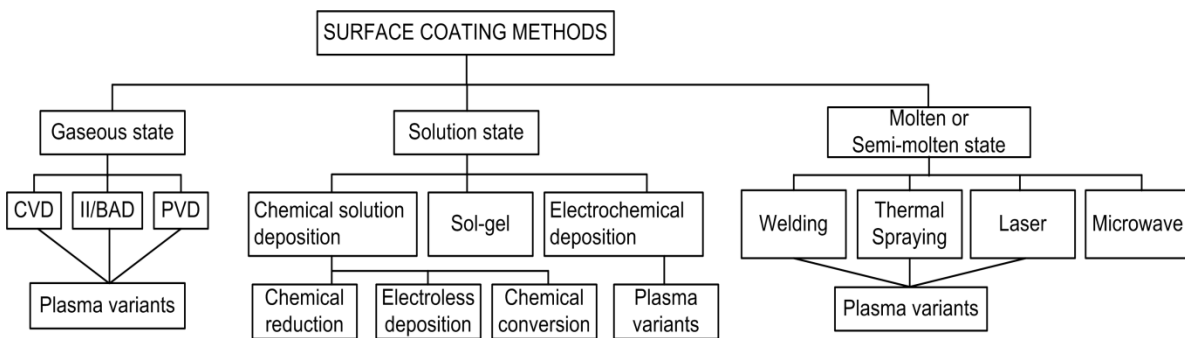 SURFACE COATING METHODS
Gaseous state
Solution state
Molten or
Semi-molten state
CVD
II/BAD
PVD
Chemical solution
deposition
Sol-gel
Electrochemical
deposition
Welding
Thermal
Spraying
Laser
Microwave
Plasma variants
Chemical
reduction
Electroless
deposition
Chemical
conversion
Plasma
variants
Plasma variants